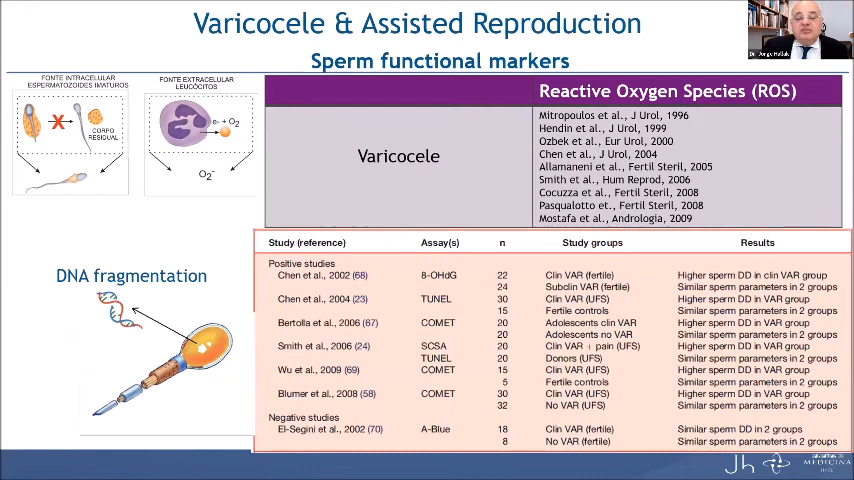 Varicocele & Assisted Reproduction
Sperm functional markers
Dr. Jorge Hallak
FONTE INTRACELULAR
ESPERMATOZOIDES IMATUROS
X
CORPO
RESIDUAL
FONTE EXTRACELULAR
LEUCÓCITOS
e- + O2
O2-
Reactive Oxygen Species (ROS)
Varicocele
Mitropoulos et al., J Urol, 1996
Hendin et al., J Urol, 1999
Ozbek et al., Eur Urol, 2000
Chen et al., J Urol, 2004
Allamaneni et al., Fertil Steril, 2005
Smith et al., Hum Reprod, 2006
Cocuzza et al., Fertil Steril, 2008
Pasqualotto et., Fertil Steril, 2008
Mostafa et al., Andrologia, 2009
DNA fragmentation
Study (reference) Assay(s) n Study groups Results
Positive studies
Chen et al., 2002 (68) 8-OHdG 22 Clin VAR (fertile) Higher sperm DD in clin VAR group
24 Subclin VAR (fertile) Similar sperm parameters in 2 groups
Chen et al., 2004 (23) TUNEL 30 Clin VAR (UFS) Higher sperm DD in VAR group
15 Fertile controls Similar sperm parameters in 2 groups
Bertolla et al., 2006 (67) COMET 20 Adolescents clin VAR Higher sperm DD in VAR group
20 Adolescents no VAR Similar sperm parameters in 2 groups
Smith et al., 2006 (24) SCSA 20 Clin VAR + pain (UFS) Higher sperm DD in VAR group
TUNEL 20 Donors (UFS) Similar sperm parameters in 2 groups
Wu et al., 2009 (69) COMET 15 Clin VAR (UFS) Higher sperm DD in VAR group
5 Fertile controls Similar sperm parameters in 2 groups
Blumer et al., 2008 (58) COMET 30 Clin VAR (UFS) Higher sperm DD in VAR group
32 No VAR (UFS) Similar sperm parameters in 2 groups
Negative studies
El-Segini et al., 2002 (70) A-Blue 18 Clin VAR (fertile) Similar sperm DD in 2 groups
8 No VAR (fertile) Similar sperm parameters in 2 groups
Jh
MEDICINA